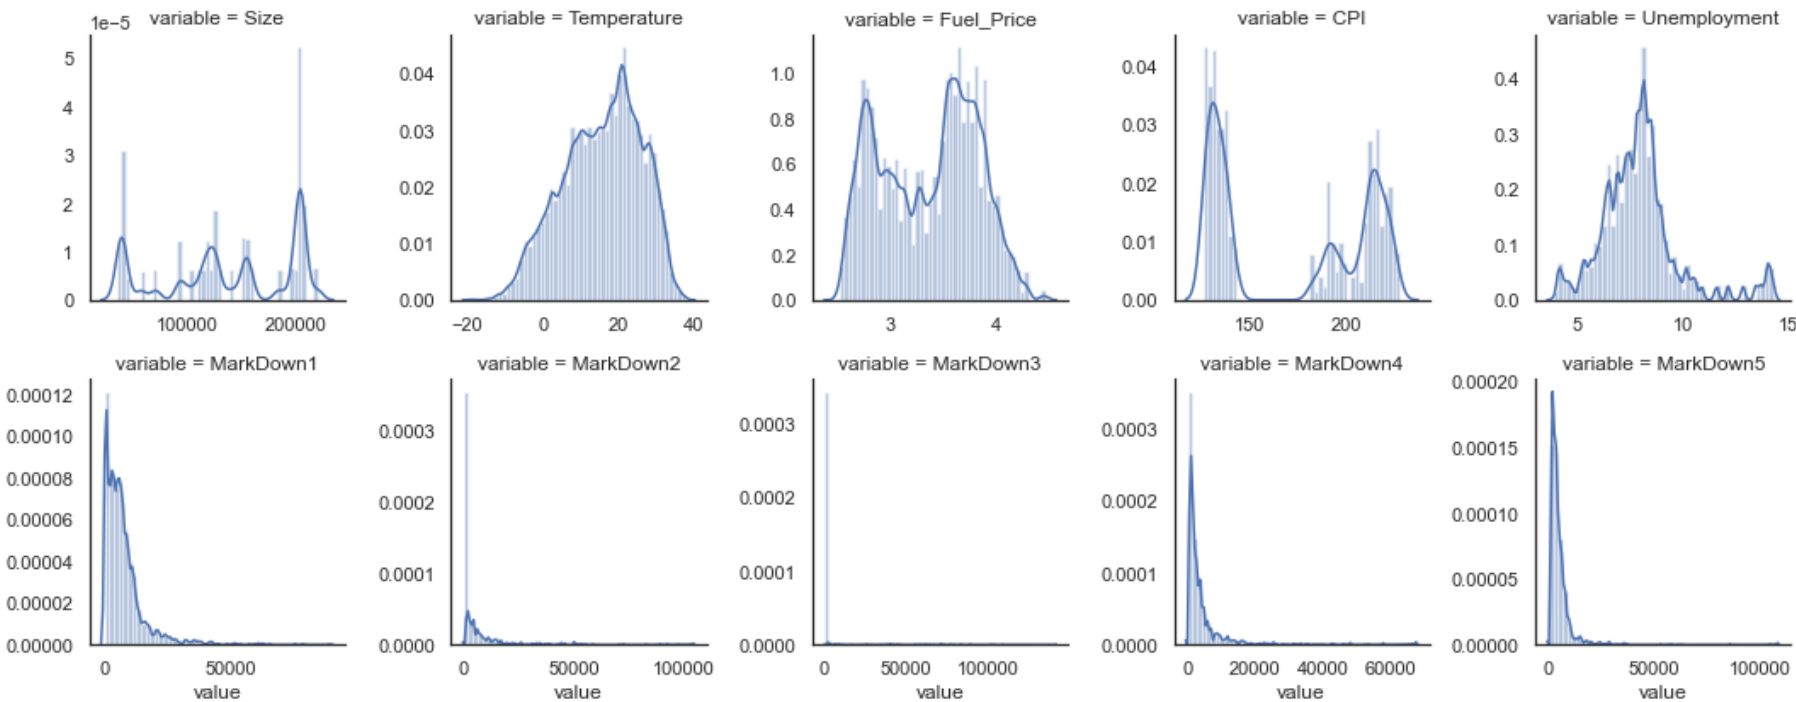 variable = Size
variable = Temperature
variable = Fuel_Price
variable = CPI
variable = Unemployment
1e−5
5
4
3
2
1
0
100000 200000
0.04
0.03
0.02
0.01
0.00
−20 0 20 40
1.0
0.8
0.6
0.4
0.2
0.0
3 4
0.04
0.03
0.02
0.01
0.00
150 200
0.4
0.3
0.2
0.1
0.0
5 10 15
variable = MarkDown1
variable = MarkDown2
variable = MarkDown3
variable = MarkDown4
variable = MarkDown5
0.00012
0.00010
0.00008
0.00006
0.00004
0.00002
0.00000
0 50000
value
0.0003
0.0002
0.0001
0.0000
0 50000 100000
value
0.0003
0.0002
0.0001
0.0000
0 50000 100000
value
0.0003
0.0002
0.0001
0.0000
0 20000 40000 60000
value
0.00020
0.00015
0.00010
0.00005
0.00000
0 50000 100000
value